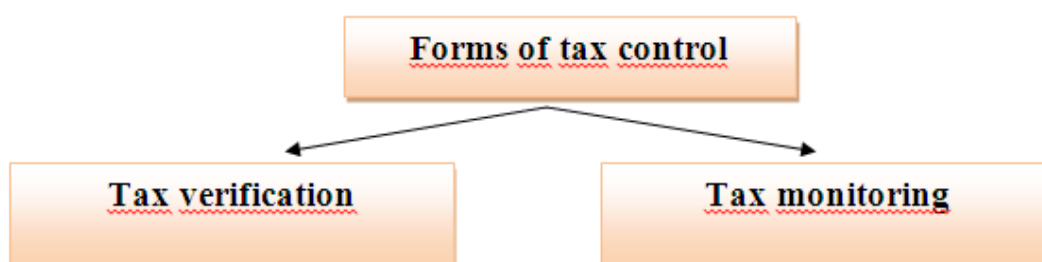 Forms of tax control
Tax verification
Tax monitoring